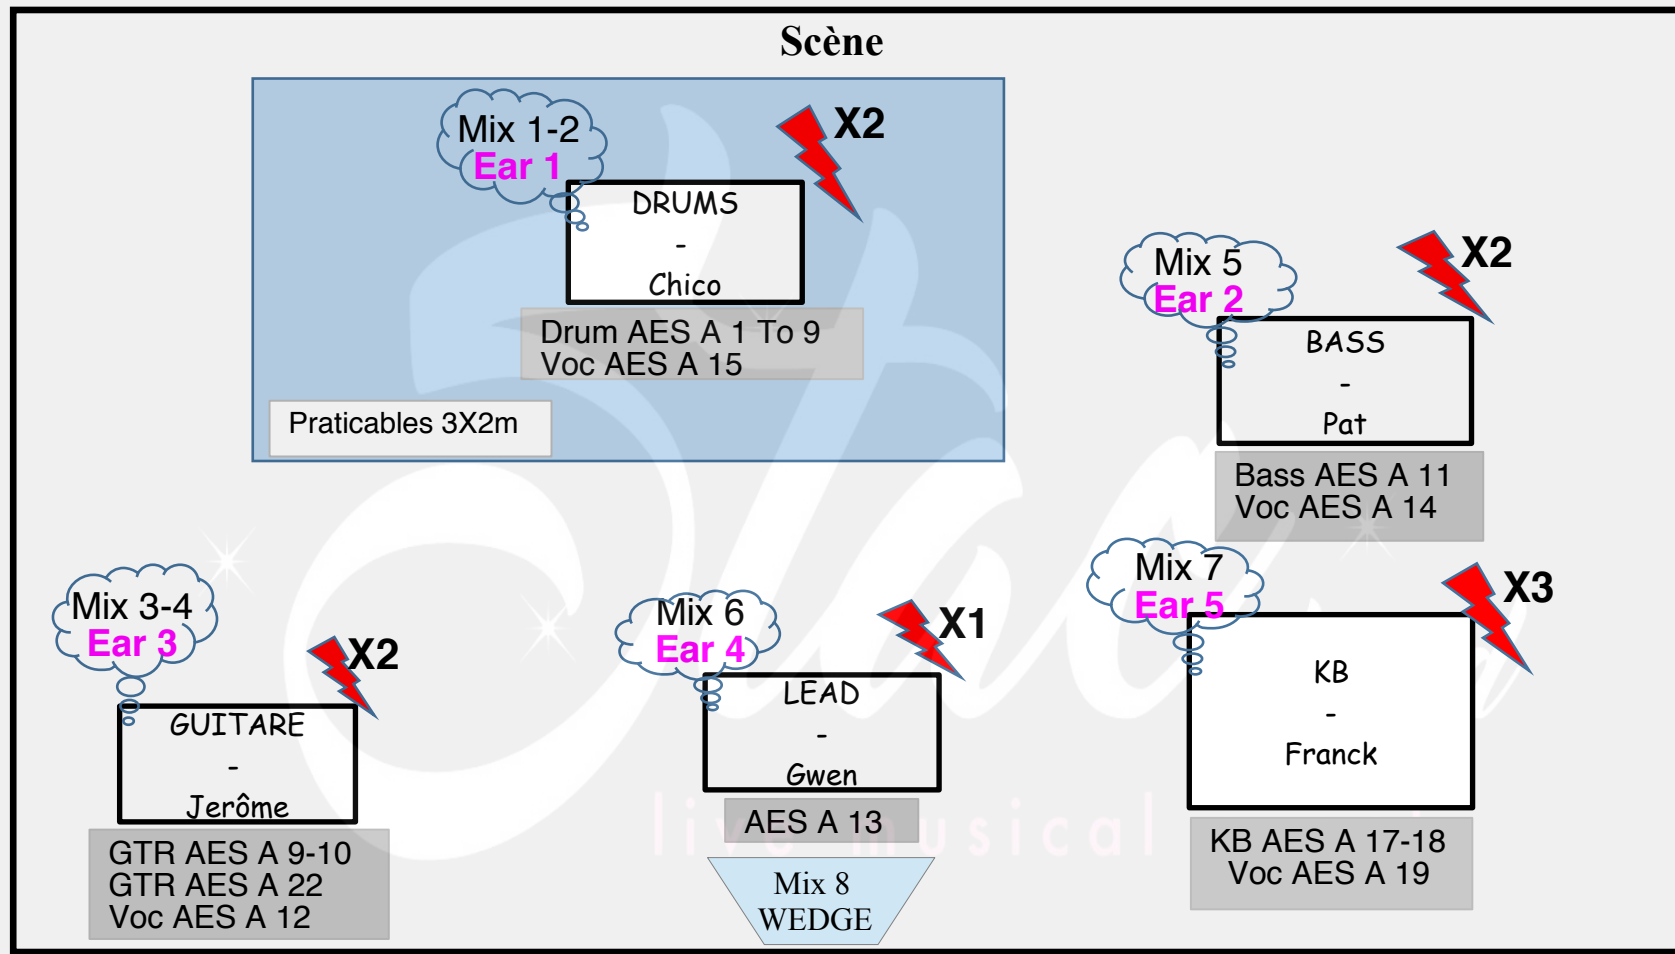 Scène
Mix 1-2
Ear 1
X2
DRUMS
-
Chico
Drum AES A 1 To 9
Voc AES A 15
Praticables 3X2m
Mix 5
Ear 2
X2
BASS
-
Pat
Bass AES A 11
Voc AES A 14
Mix 3-4
Ear 3
X2
GUITARE
-
Jerôme
GTR AES A 9-10
GTR AES A 22
Voc AES A 12
Mix 6
Ear 4
X1
LEAD
-
Gwen
AES A 13
Mix 8
WEDGE
Mix 7
Ear 5
X3
KB
-
Franck
KB AES A 17-18
Voc AES A 19
live musical